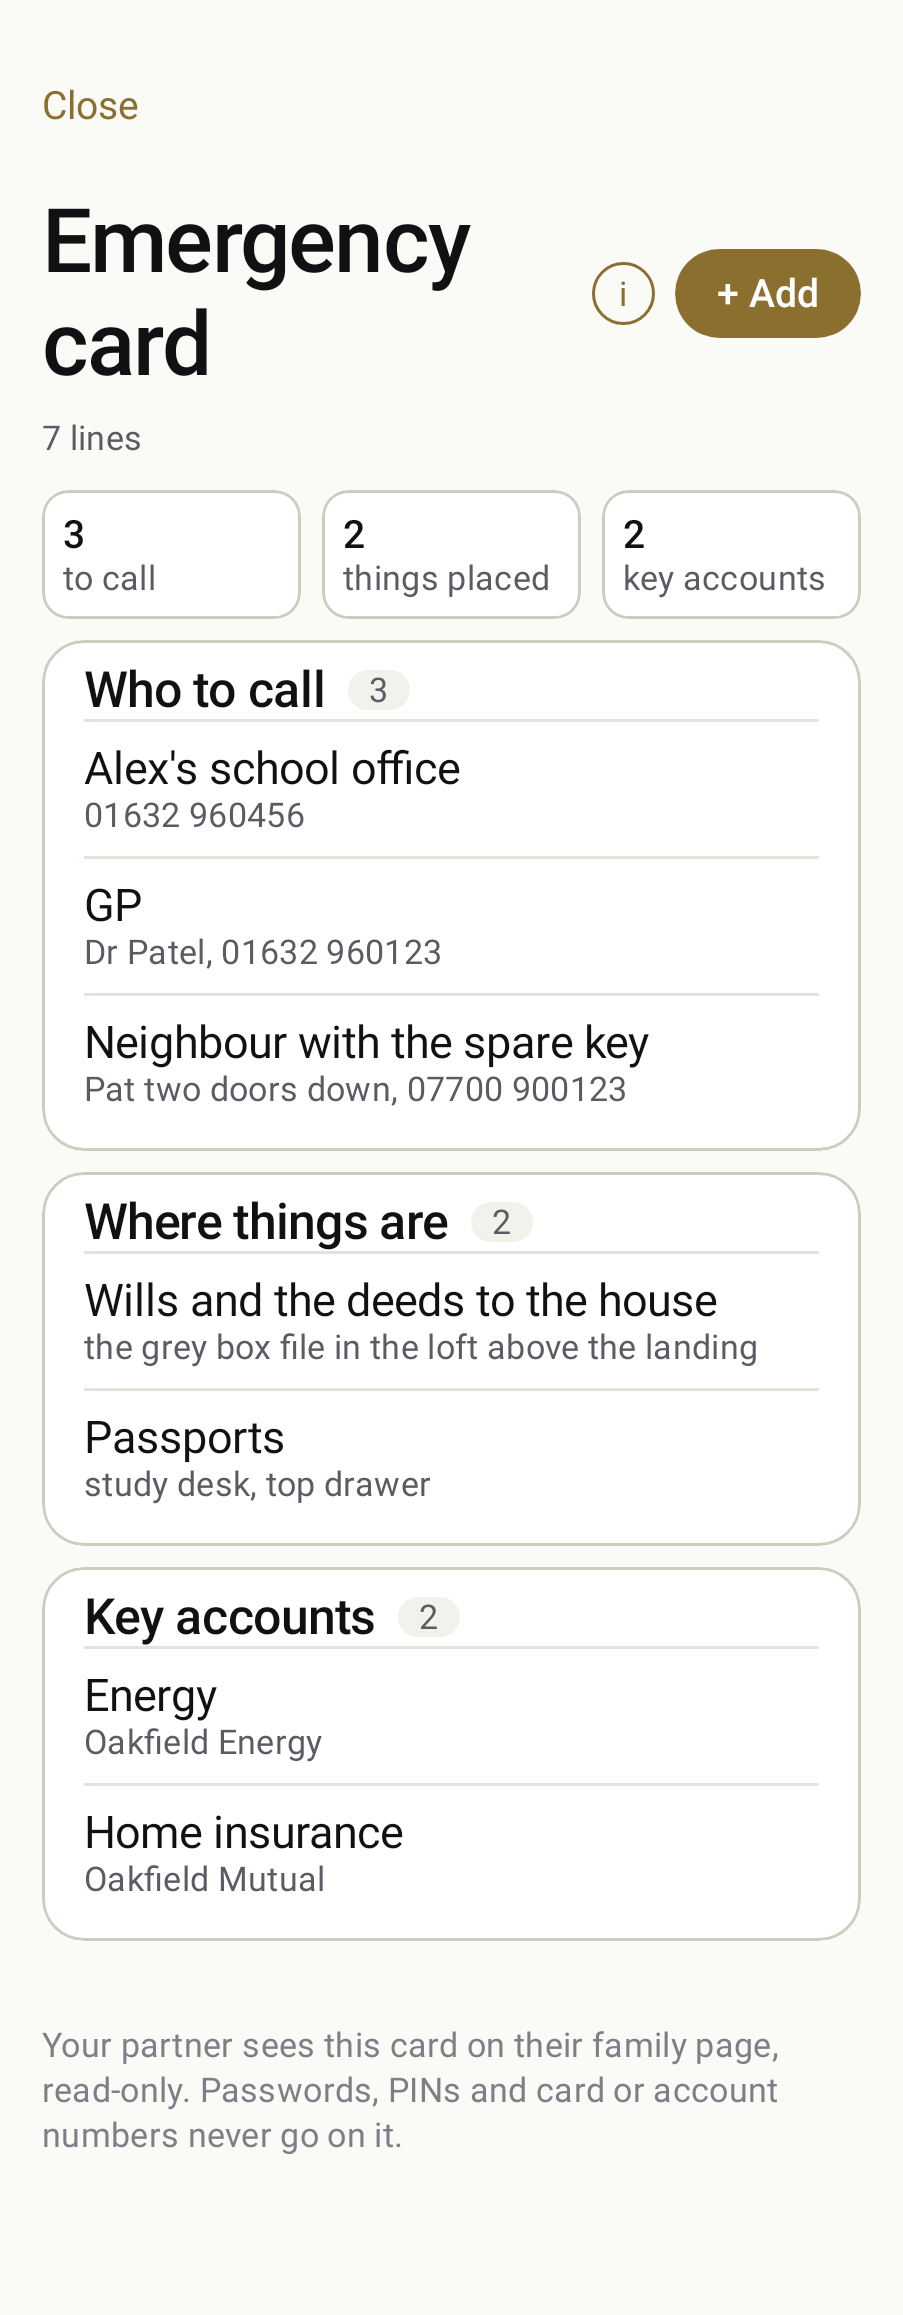 Close
Emergency
card
i
+ Add
7 lines
3
to call
2
things placed
2
key accounts
Who to call 3
Alex's school office
01632 960456
GP
Dr Patel, 01632 960123
Neighbour with the spare key
Pat two doors down, 07700 900123
Where things are 2
Wills and the deeds to the house
the grey box file in the loft above the landing
Passports
study desk, top drawer
Key accounts 2
Energy
Oakfield Energy
Home insurance
Oakfield Mutual
Your partner sees this card on their family page,
read-only. Passwords, PINs and card or account
numbers never go on it.